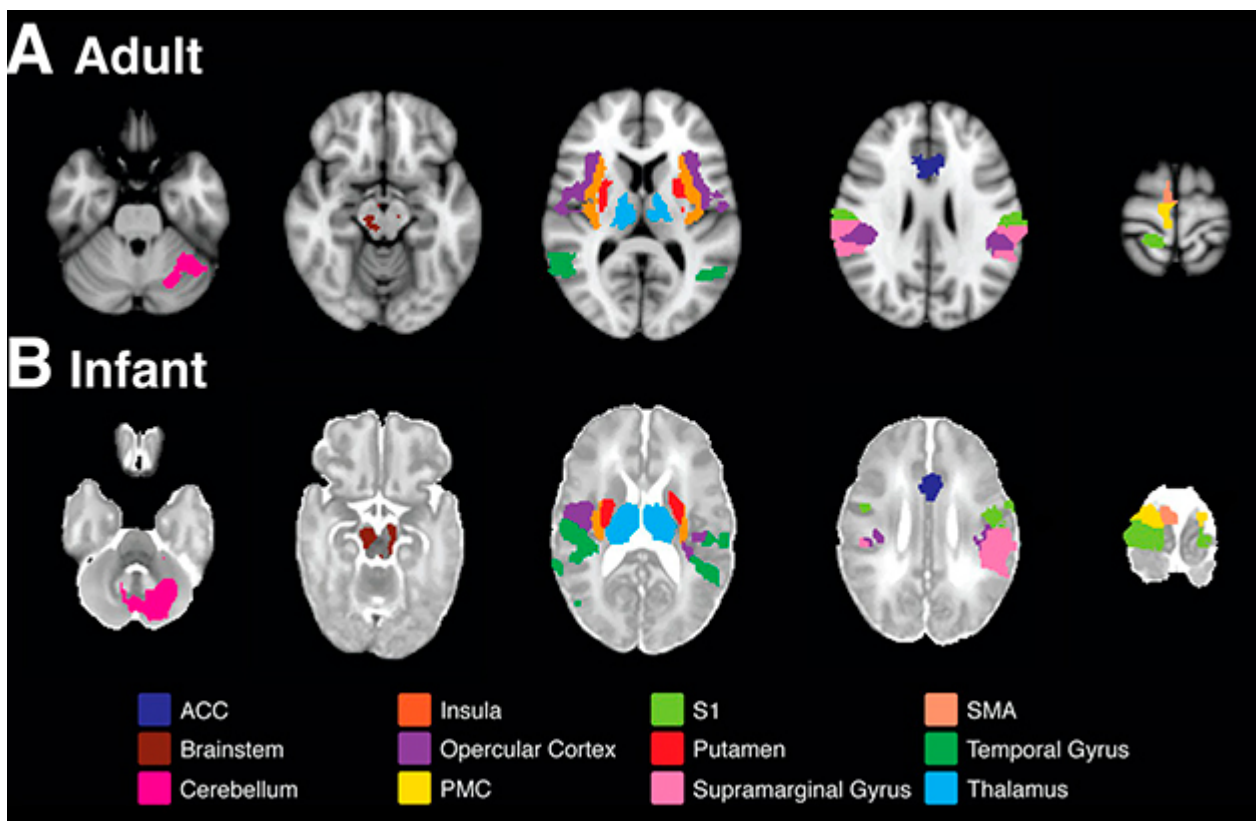 A Adult
B Infant
ACC
Insula
S1
SMA
Brainstem
Opercular Cortex
Putamen
Temporal Gyrus
Cerebellum
PMC
Supramarginal Gyrus
Thalamus